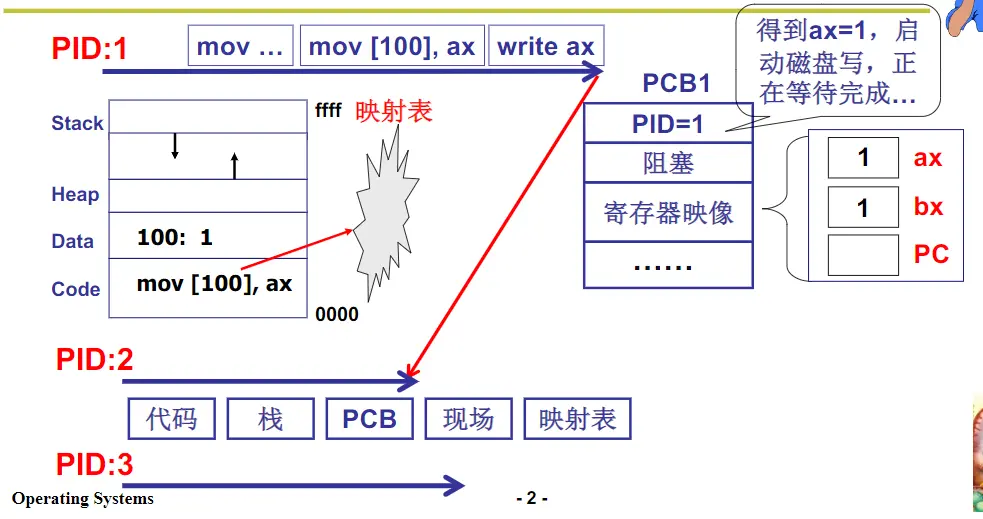 PID:1
mov …
mov [100], ax
write ax
得到ax=1，启
动磁盘写，正
在等待完成…
PCB1
PID=1
阻塞
寄存器映像
……
1
ax
1
bx
PC
Stack
ffff
映射表
Heap
Data
100: 1
Code
mov [100], ax
0000
PID:2
代码
栈
PCB
现场
映射表
PID:3
Operating Systems
- 2 -